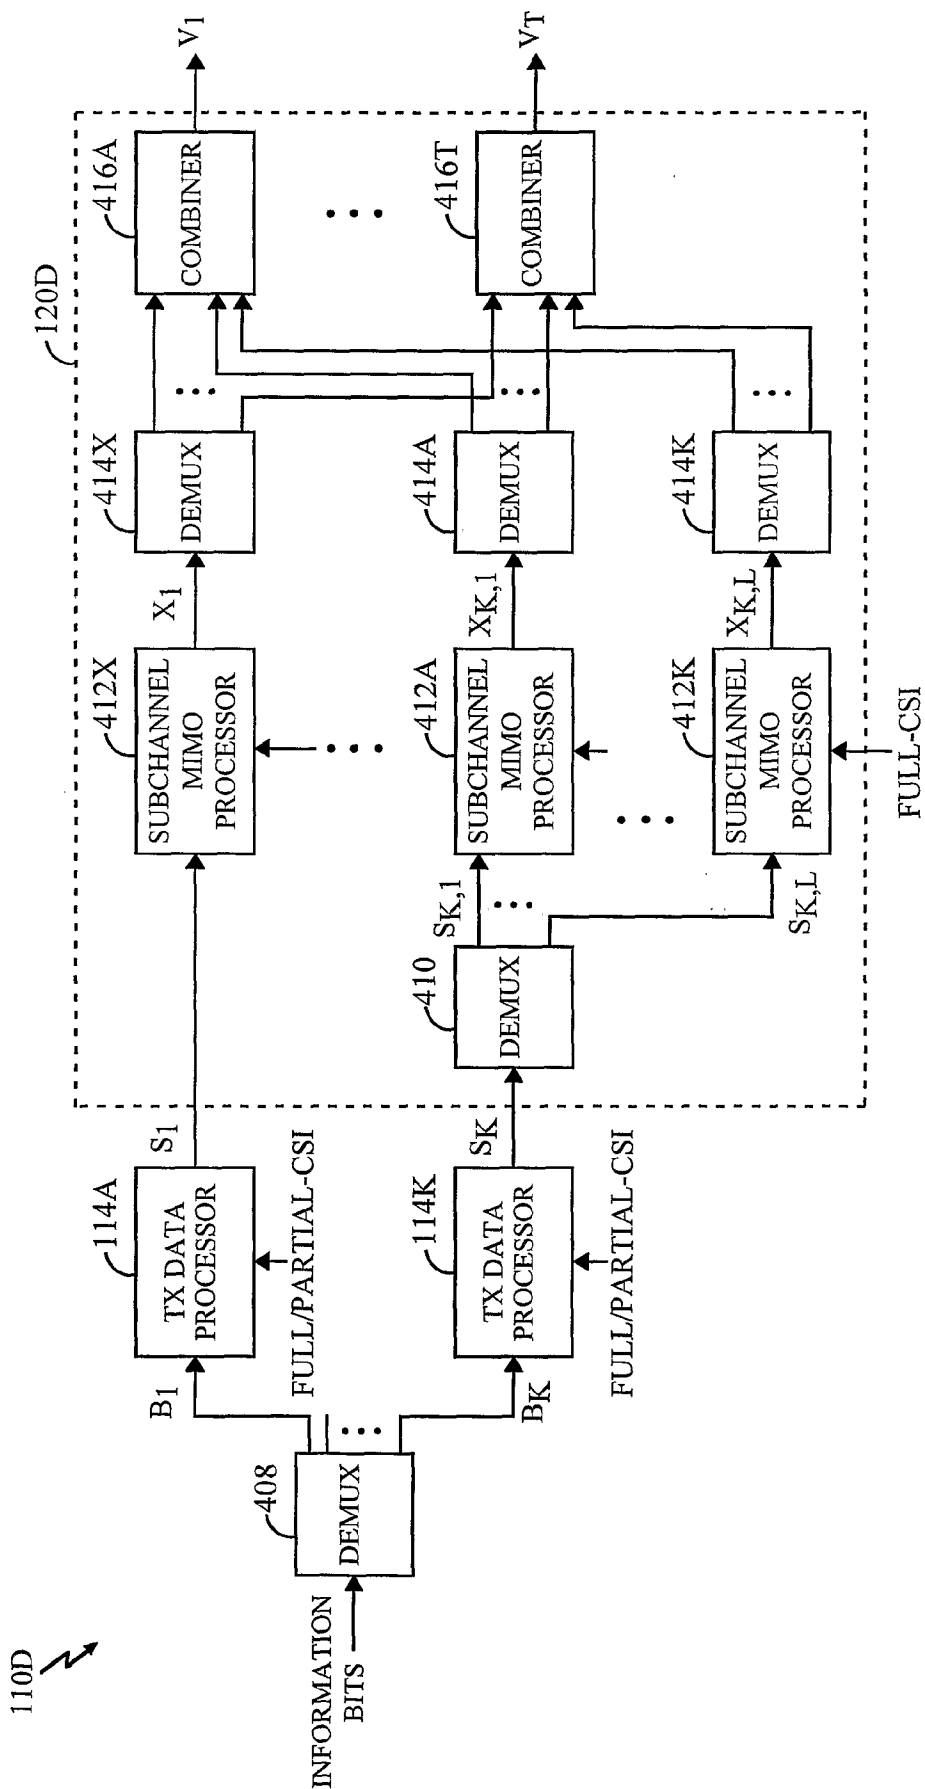 110D
INFORMATION
BITS
408
DEMUX
B1
BK
114A
TX DATA
PROCESSOR
FULL/PARTIAL-CSI
114K
TX DATA
PROCESSOR
FULL/PARTIAL-CSI
S1
SK
120D
410
DEMUX
SK,1
SK,L
412X
SUBCHANNEL
MIMO
PROCESSOR
412A
SUBCHANNEL
MIMO
PROCESSOR
412K
SUBCHANNEL
MIMO
PROCESSOR
FULL-CSI
X1
XK,1
XK,L
414X
DEMUX
414A
DEMUX
414K
DEMUX
416A
COMBINER
416T
COMBINER
V1
VT